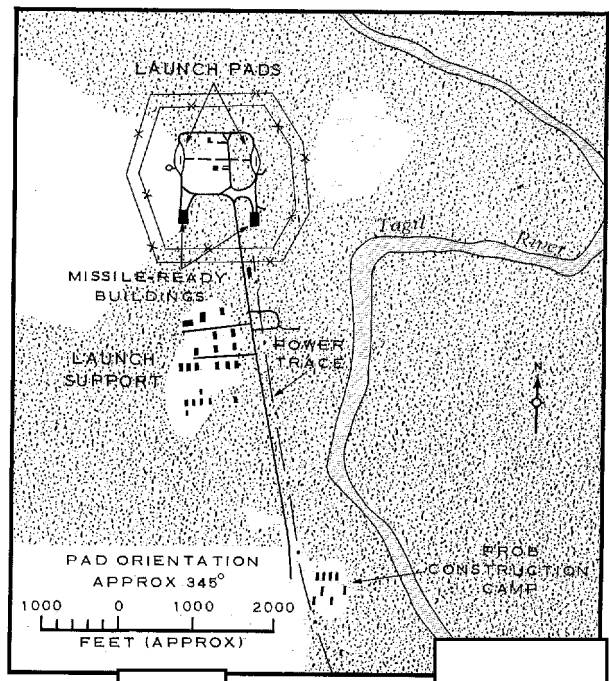 LAUNCH PADS
Tagil River
MISSILE-READY
BUILDINGS
LAUNCH
SUPPORT
POWER
TRACE
N
PAD ORIENTATION
APPROX 345°
1000 0 1000 2000
FEET (APPROX)
PROB
CONSTRUCTION
CAMP